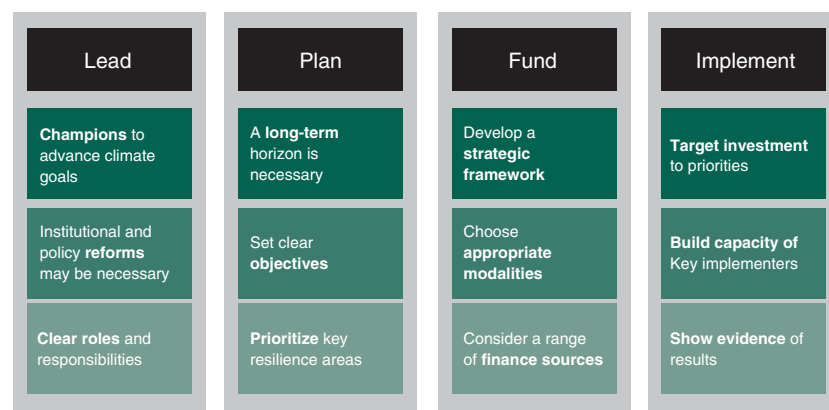 Lead
Champions to
advance climate
goals
Institutional and
policy reforms
may be necessary
Clear roles and
responsibilities
Plan
A long-term
horizon is
necessary
Set clear
objectives
Prioritize key
resilience areas
Fund
Develop a
strategic
framework
Choose
appropriate
modalities
Consider a range
of finance sources
Implement
Target investment
to priorities
Build capacity of
Key implementers
Show evidence of
results